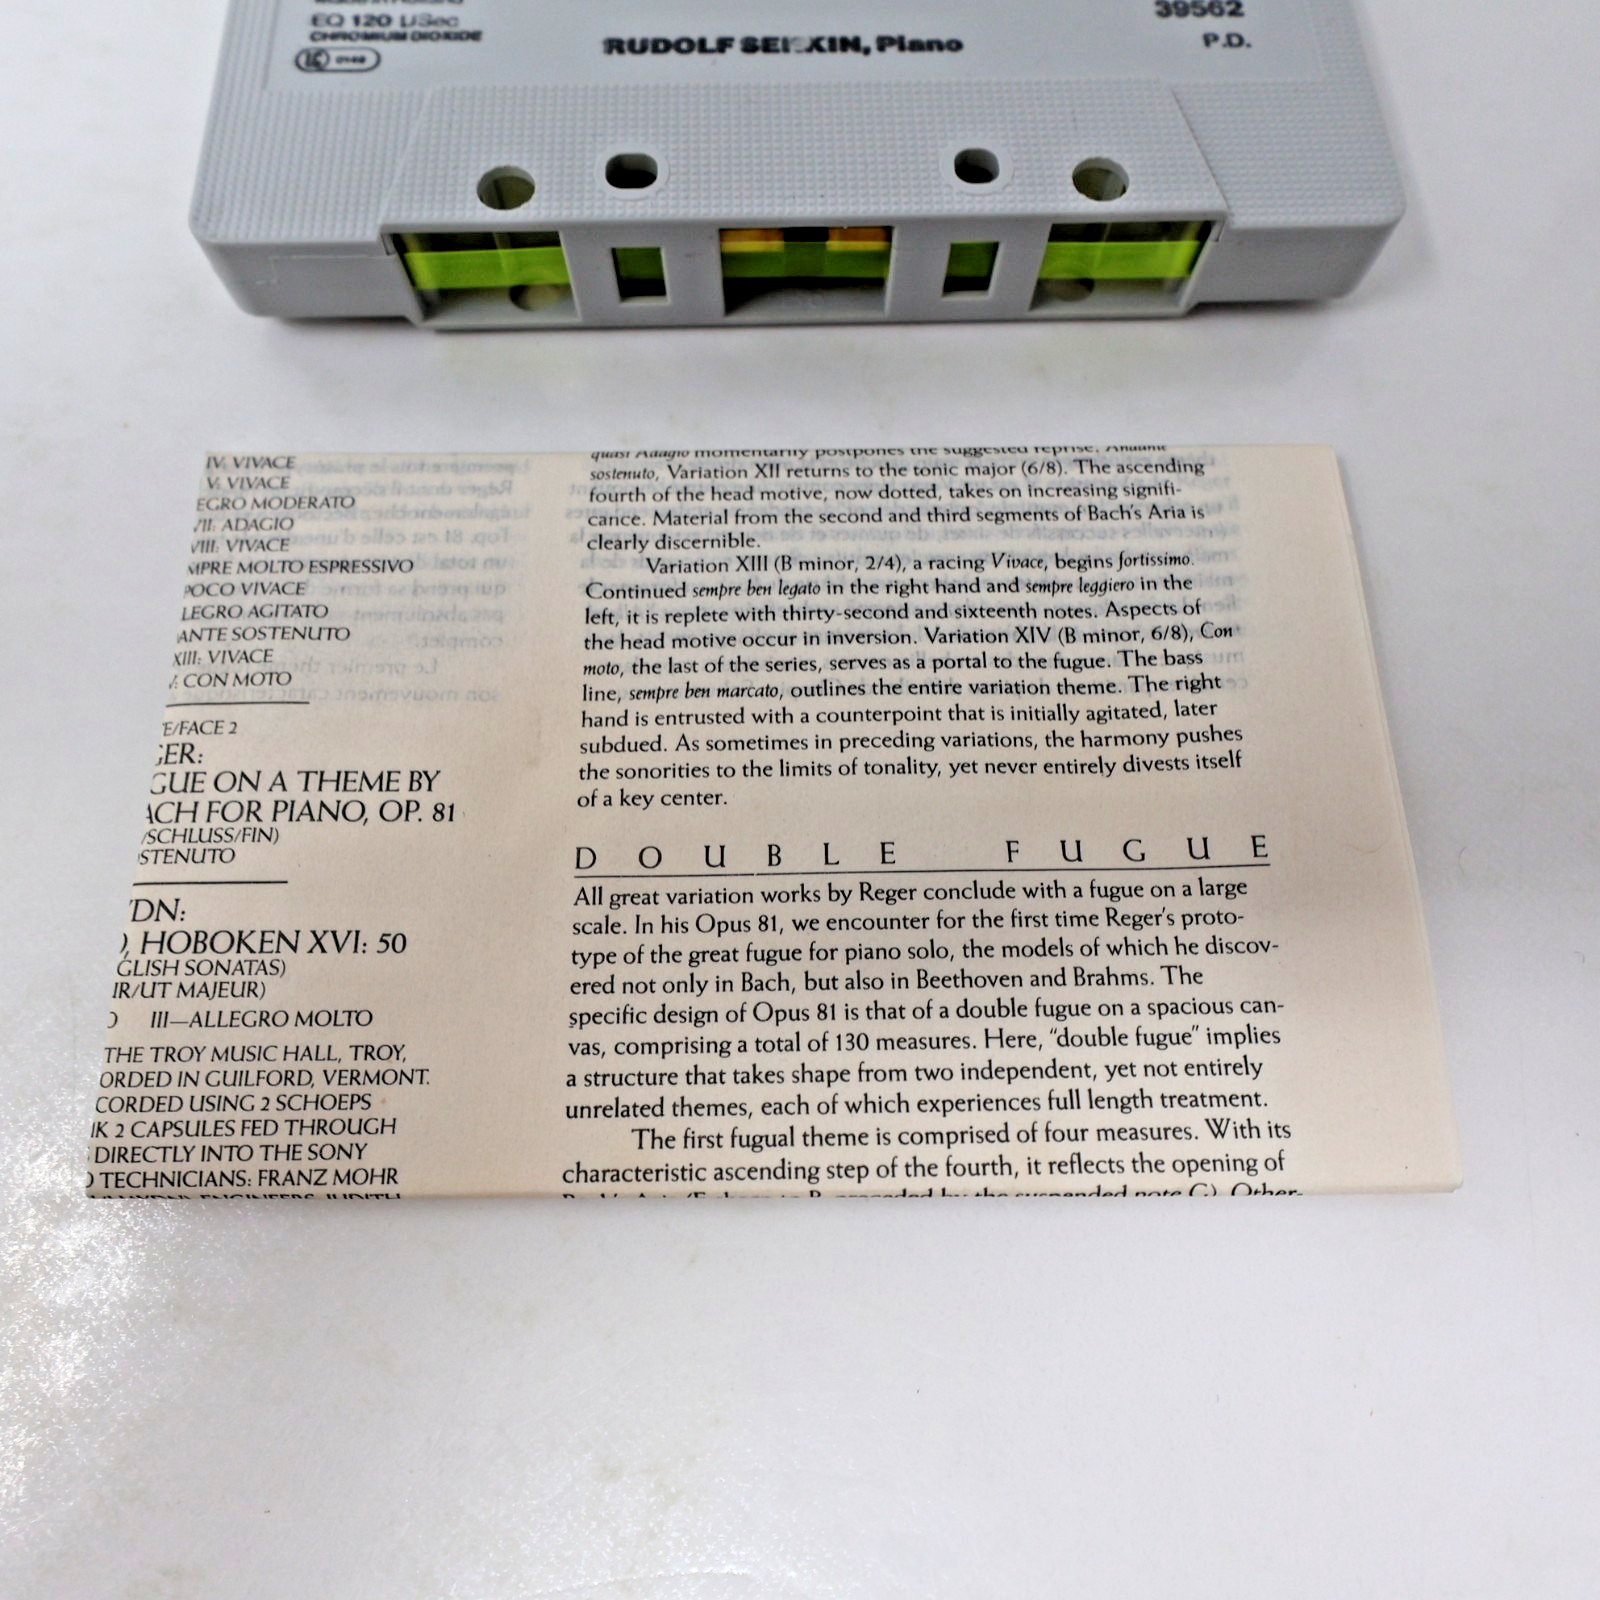 EQ 120 μSec
CHROMIUM DIOXIDE
RUDOLF SERKIN, Piano
39562
P.D.
IV. VIVACE
V: VIVACE
EGRO MODERATO
VII: ADAGIO
VIII: VIVACE
MPRE MOLTO ESPRESSIVO
POCO VIVACE
LEGRO AGITATO
ANTE SOSTENUTO
XIII: VIVACE
: CON MOTO
E/FACE 2
GER:
GUE ON A THEME BY
ACH FOR PIANO, OP. 81
/SCHLUSS/FIN)
STENUTO
DN:
), HOBOKEN XVI: 50
GLISH SONATAS)
IR/UT MAJEUR)
O III—ALLEGRO MOLTO
THE TROY MUSIC HALL, TROY,
ORDED IN GUILFORD, VERMONT.
CORDED USING 2 SCHOEPS
K 2 CAPSULES FED THROUGH
DIRECTLY INTO THE SONY
TECHNICIANS: FRANZ MOHR
quasi Adagio momentarily postpones the suggested reprise. Andante
sostenuto, Variation XII returns to the tonic major (6/8). The ascending
fourth of the head motive, now dotted, takes on increasing signifi-
cance. Material from the second and third segments of Bach's Aria is
clearly discernible.
Variation XIII (B minor, 2/4), a racing Vivace, begins fortissimo.
Continued sempre ben legato in the right hand and sempre leggiero in the
left, it is replete with thirty-second and sixteenth notes. Aspects of
the head motive occur in inversion. Variation XIV (B minor, 6/8), Con
moto, the last of the series, serves as a portal to the fugue. The bass
line, sempre ben marcato, outlines the entire variation theme. The right
hand is entrusted with a counterpoint that is initially agitated, later
subdued. As sometimes in preceding variations, the harmony pushes
the sonorities to the limits of tonality, yet never entirely divests itself
of a key center.
DOUBLE FUGUE
All great variation works by Reger conclude with a fugue on a large
scale. In his Opus 81, we encounter for the first time Reger's proto-
type of the great fugue for piano solo, the models of which he discov-
ered not only in Bach, but also in Beethoven and Brahms. The
specific design of Opus 81 is that of a double fugue on a spacious can-
vas, comprising a total of 130 measures. Here, "double fugue" implies
a structure that takes shape from two independent, yet not entirely
unrelated themes, each of which experiences full length treatment.
The first fugual theme is comprised of four measures. With its
characteristic ascending step of the fourth, it reflects the opening of